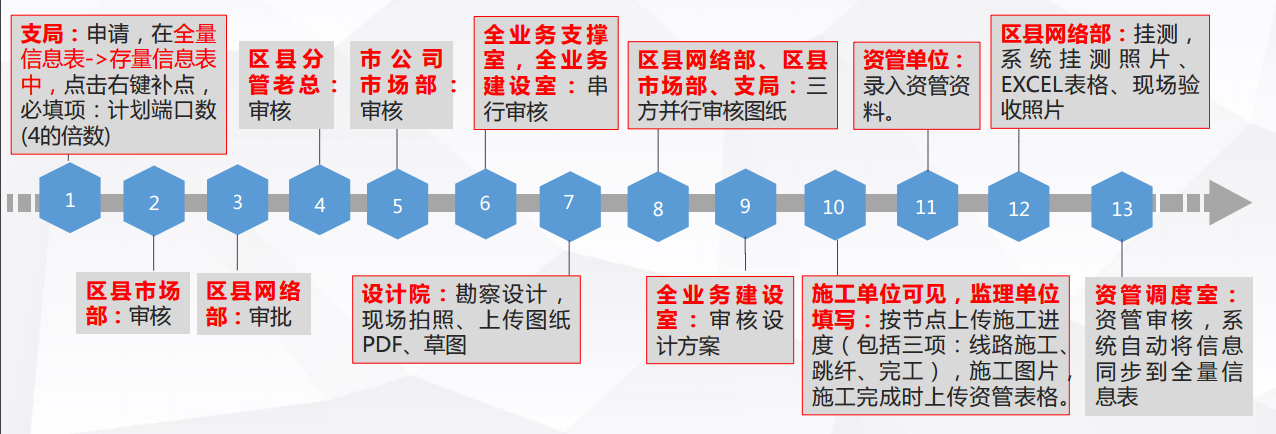 支局：申请，在全量
信息表->存量信息表
中，点击右键补点，
必填项：计划端口数
(4的倍数)
区县分
管老总：
审核
市公司
市场部：
审核
全业务支撑
室，全业务
建设室：串
行审核
区县网络部、区县
市场部、支局：三
方并行审核图纸
资管单位：
录入资管资
料。
区县网络部：挂测，
系统挂测照片、
EXCEL表格、现场验
收照片
1
2
3
4
5
6
7
8
9
10
11
12
13
区县市场
部：审核
区县网络
部：审批
设计院：勘察设计，
现场拍照、上传图纸
PDF、草图
全业务建设
室：审核设
计方案
施工单位可见，监理单位
填写：按节点上传施工进
度（包括三项：线路施工、
跳纤、完工），施工图片，
施工完成时上传资管表格。
资管调度室：
资管审核，系
统自动将信息
同步到全量信
息表